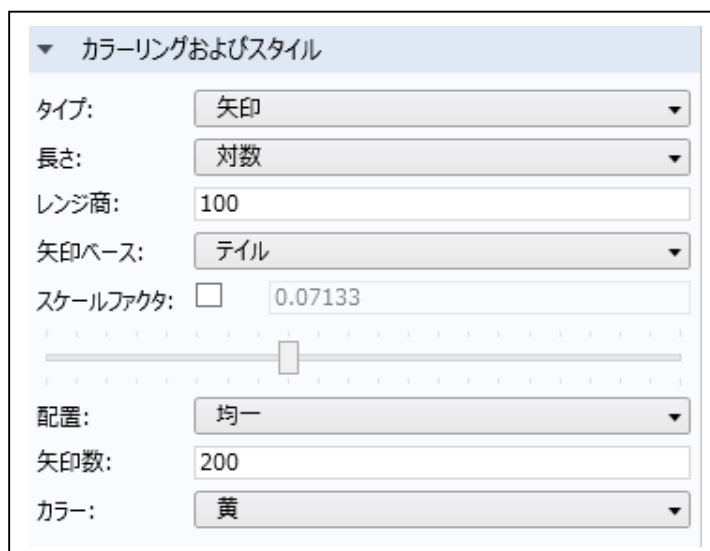 カラーリングおよびスタイル
タイプ: 矢印
長さ: 対数
レンジ商: 100
矢印ベース: テイル
スケールファクタ: 0.07133
配置: 均一
矢印数: 200
カラー: 黄